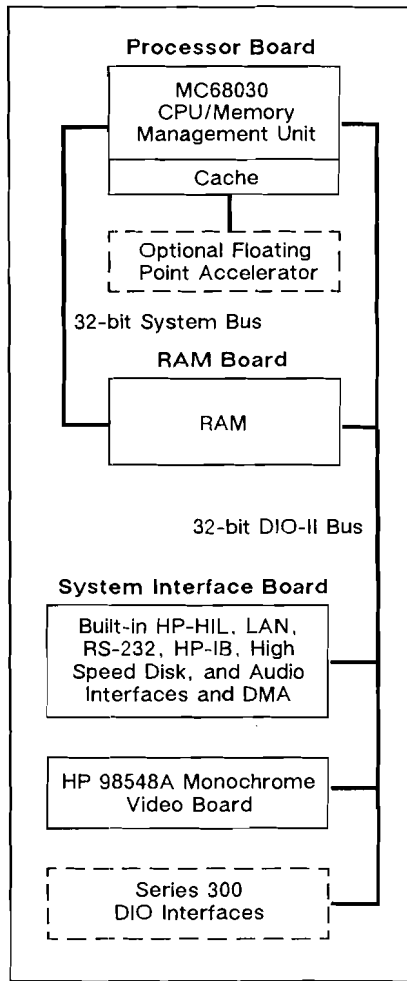 Processor Board
MC68030
CPU/Memory
Management Unit
Cache
Optional Floating
Point Accelerator
32-bit System Bus
RAM Board
RAM
32-bit DIO-II Bus
System Interface Board
Built-in HP-HIL, LAN,
RS-232, HP-IB, High
Speed Disk, and Audio
Interfaces and DMA
HP 98548A Monochrome
Video Board
Series 300
DIO Interfaces